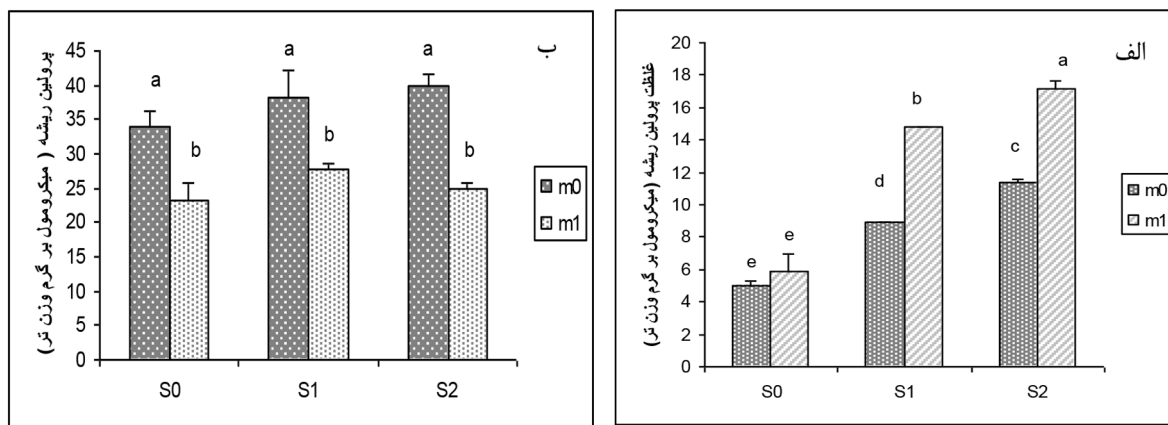 الف
غلظت پرولین ریشه (میکرومول بر گرم وزن تر)
20
18
16
14
12
10
8
6
4
2
0
e
e
d
b
c
a
S0
S1
S2
m0
m1
ب
پرولین ریشه ( میکرومول بر گرم وزن تر)
45
40
35
30
25
20
15
10
5
0
a
b
a
b
a
b
S0
S1
S2
m0
m1